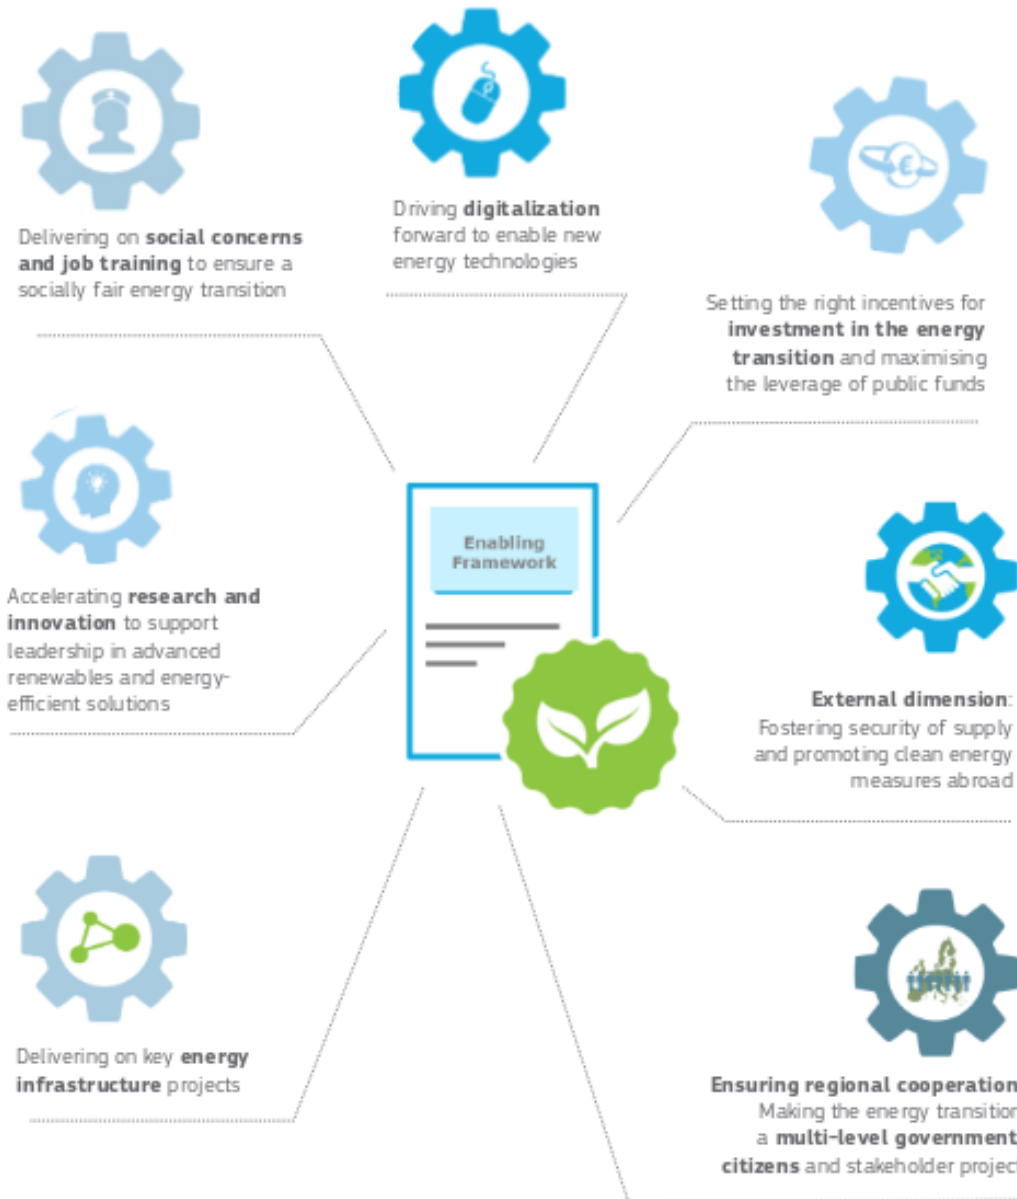 Delivering on social concerns
and job training to ensure a
socially fair energy transition
Driving digitalization
forward to enable new
energy technologies
Setting the right incentives for
investment in the energy
transition and maximising
the leverage of public funds
Enabling
Framework
Accelerating research and
innovation to support
leadership in advanced
renewables and energy-
efficient solutions
External dimension:
Fostering security of supply
and promoting clean energy
measures abroad
Delivering on key energy
infrastructure projects
Ensuring regional cooperation
Making the energy transition
a multi-level government
citizens and stakeholder project